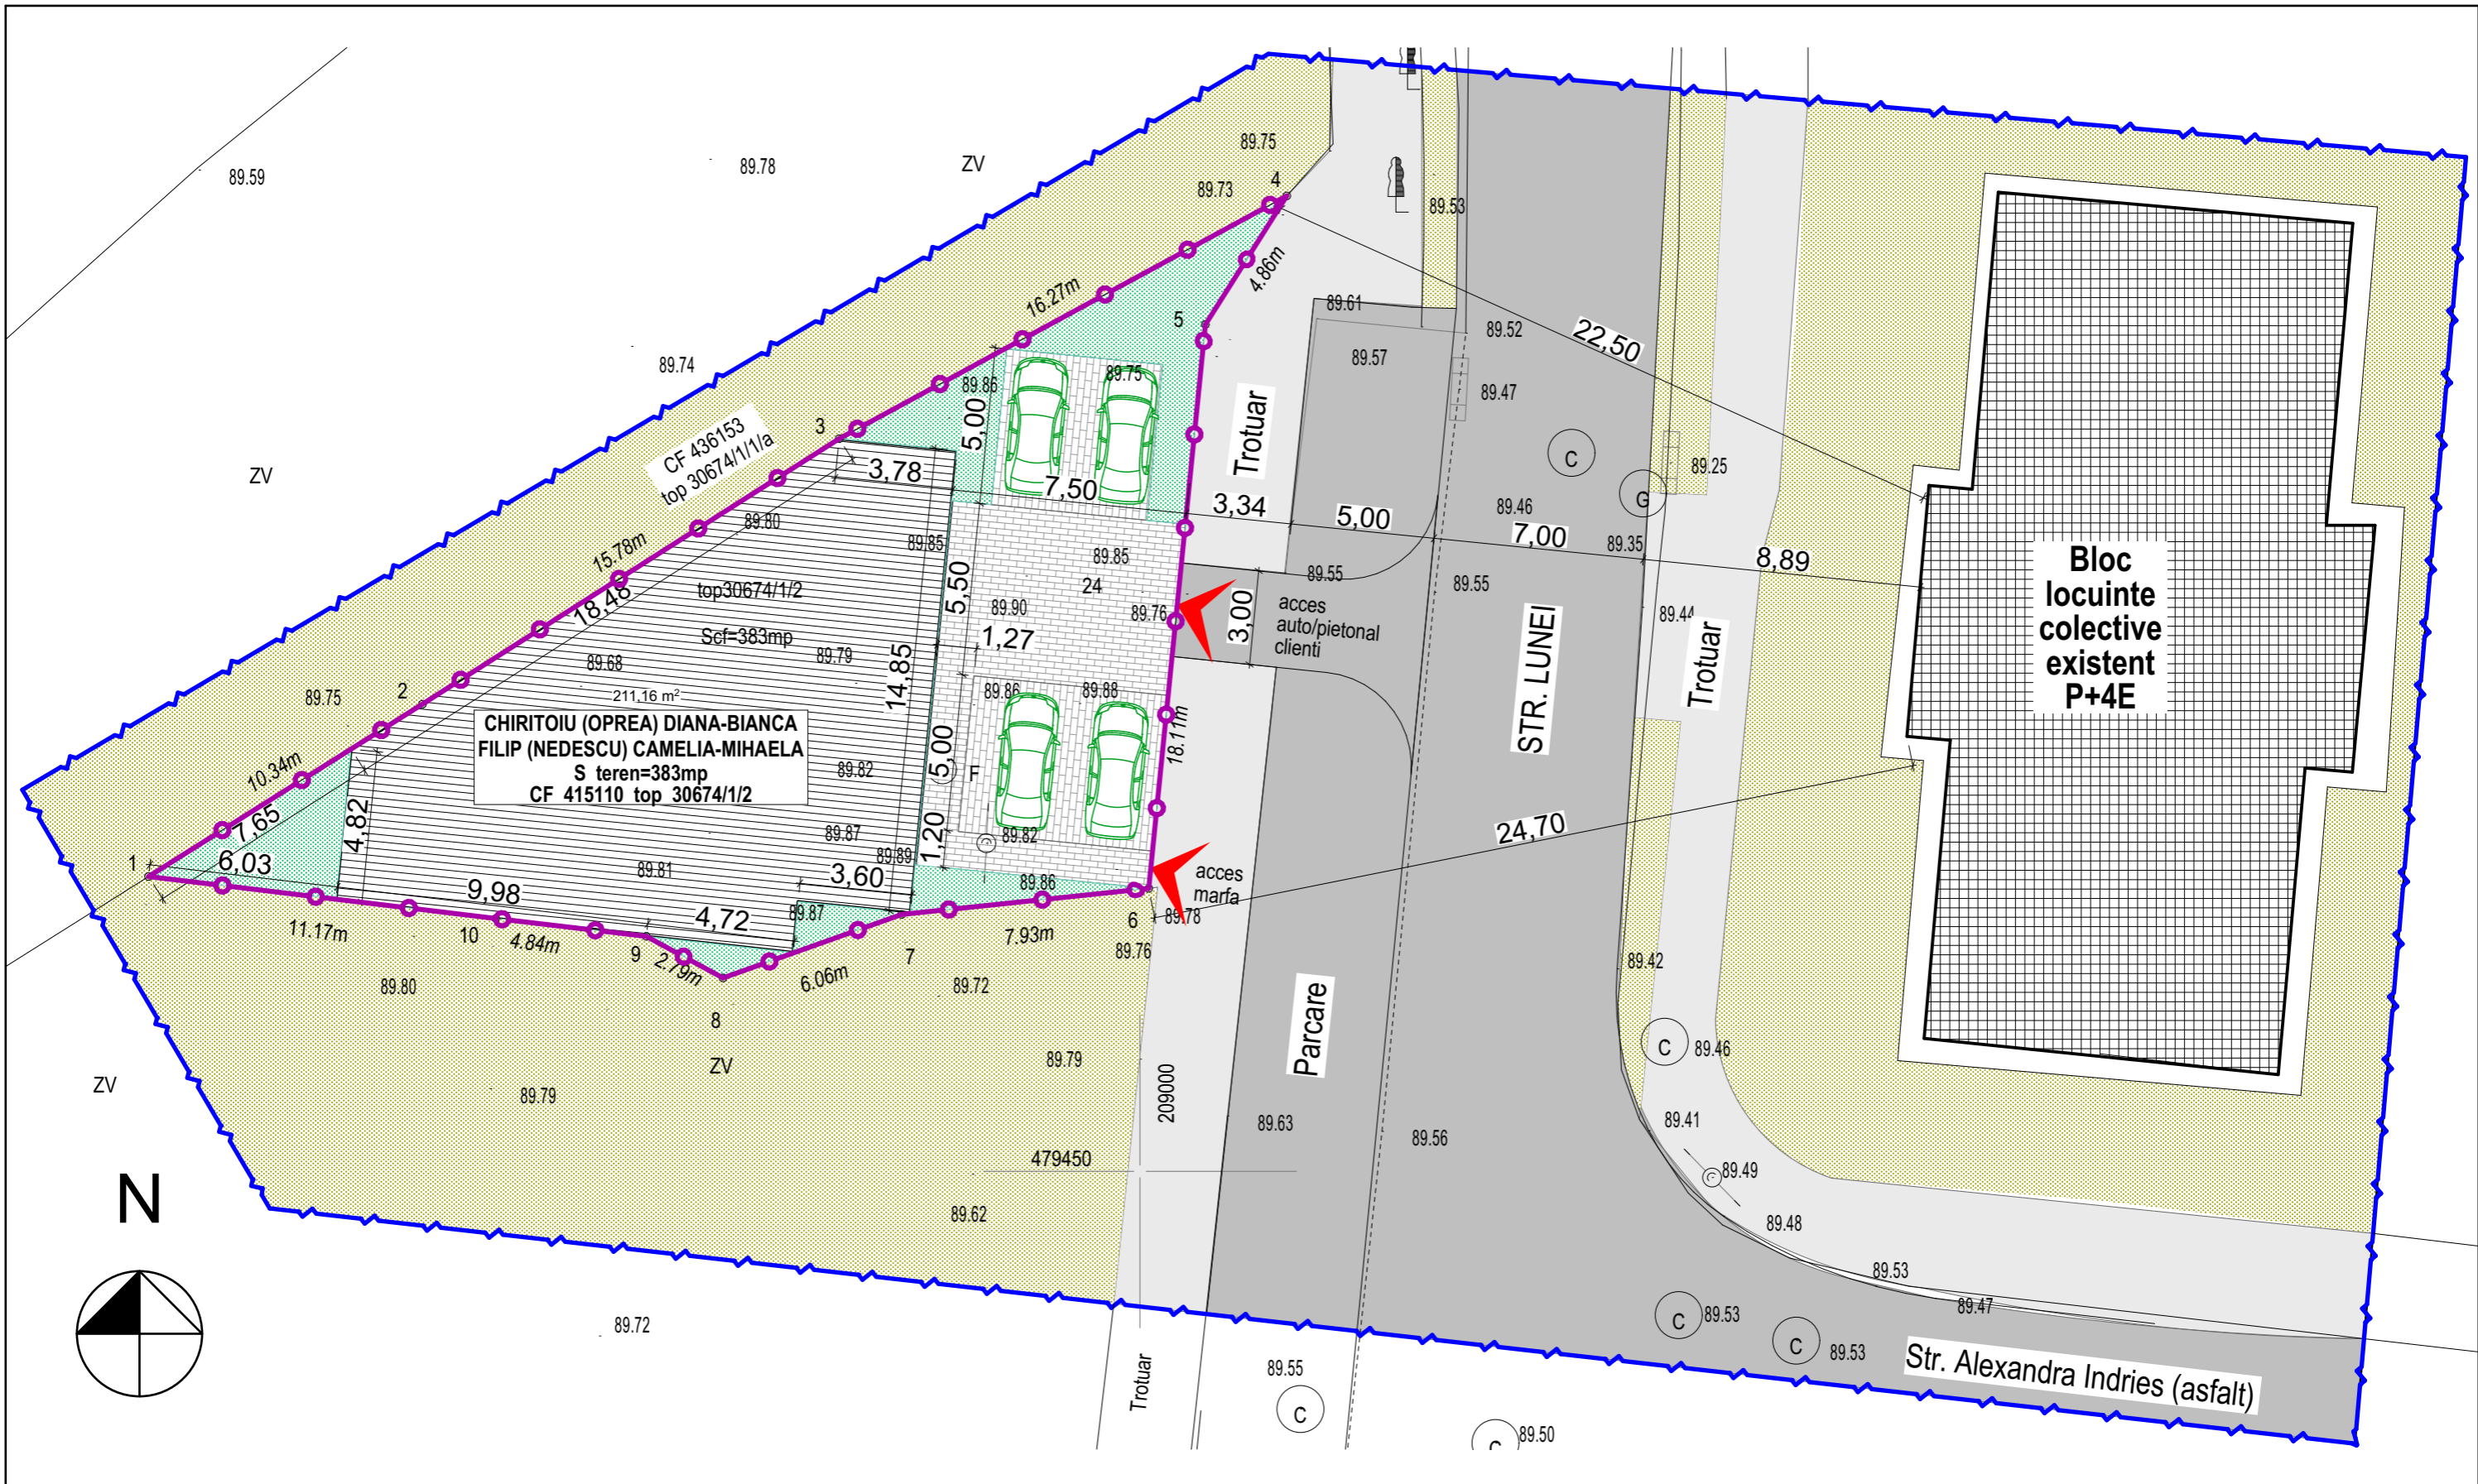 89.59
89.78
ZV
89.75
89.73
4
4.86m
16.27m
5
89.53
89.61
89.57
89.52
89.47
22,50
89.74
89.86
89.75
CF 436153
top 30674/1/1/a
3
5,00
3,78
7,50
Trotuar
3,34
5,00
7,00
8,89
C
G
89.25
89.46
89.35
ZV
89.80
15.78m
18,48
89.85
89.85
24
5,50
89.90
89.76
89.55
89.55
3,00
acces
auto/pietonal
clienti
STR. LUNEI
89.44
Trotuar
Bloc
locuinte
colective
existent
P+4E
top30674/1/2
Scf=383mp
89.68
89.79
14,85
1,27
89.86
89.88
18.11m
2
89.75
211,16 m²
CHIRITOIU (OPREA) DIANA-BIANCA
FILIP (NEDESCU) CAMELIA-MIHAELA
S teren=383mp
CF 415110 top 30674/1/2
89.82
5,00
F
10.34m
7,65
4,82
89.87
1,20
89.82
89.89
24,70
1
6,03
89.81
9,98
3,60
89.86
acces
marfa
11.17m
10
4.84m
4,72
89.87
9
2.79m
6.06m
7
7.93m
6
89.78
89.76
89.80
89.72
8
ZV
89.79
89.42
C
89.46
ZV
89.79
209000
Parcare
89.63
89.56
89.41
479450
89.49
N
89.62
89.48
89.53
89.47
89.72
C
89.53
C
89.53
Trotuar
89.55
C
Str. Alexandra Indries (asfalt)
C
89.50